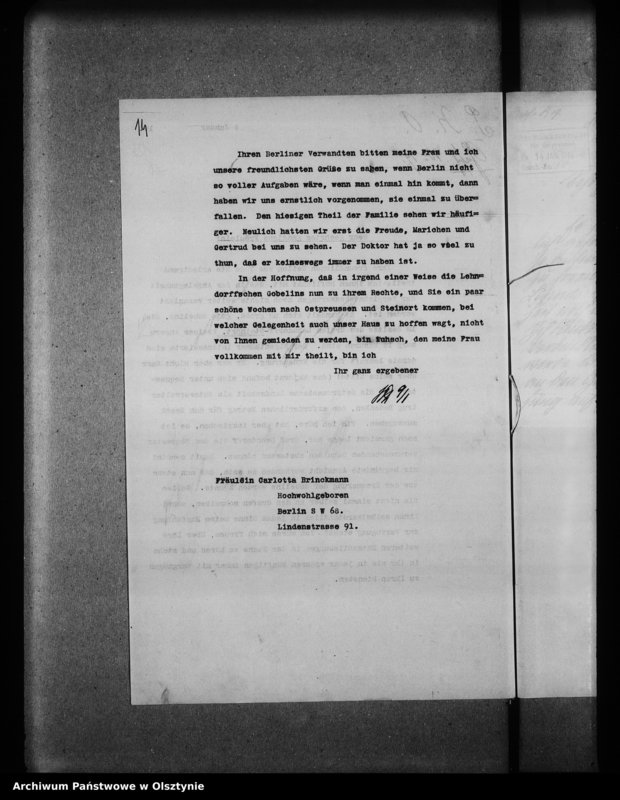 14
Ihren Berliner Verwandten bitten meine Frau und ich
unsere freundlichsten Grüße zu sagen, wenn Berlin nicht
so voller Aufgaben wäre, wenn man einmal hin kommt, dann
haben wir uns ernstlich vorgenommen, sie einmal zu über=
fallen. Den hiesigen Theil der Familie sehen wir häufi=
ger. Neulich hatten wir erst die Freude, Mariechen und
Gertrud bei uns zu sehen. Der Doktor hat ja so viel zu
thun, daß er keineswegs immer zu haben ist.
In der Hoffnung, daß in irgend einer Weise die Lehn=
dorffschen Gobelins nun zu ihrem Rechte, und Sie ein paar
schöne Wochen nach Ostpreussen und Steinort kommen, bei
welcher Gelegenheit auch unser Haus zu hoffen wagt, nicht
von Ihnen gemieden zu werden, den meine Frau
vollkommen mit mir theilt, bin ich
Ihr ganz ergebener
9/1
Fräulein Carlotta Brinckmann
Hochwohlgeboren
Berlin S W 68.
Lindenstrasse 91.
Archiwum Państwowe w Olsztynie